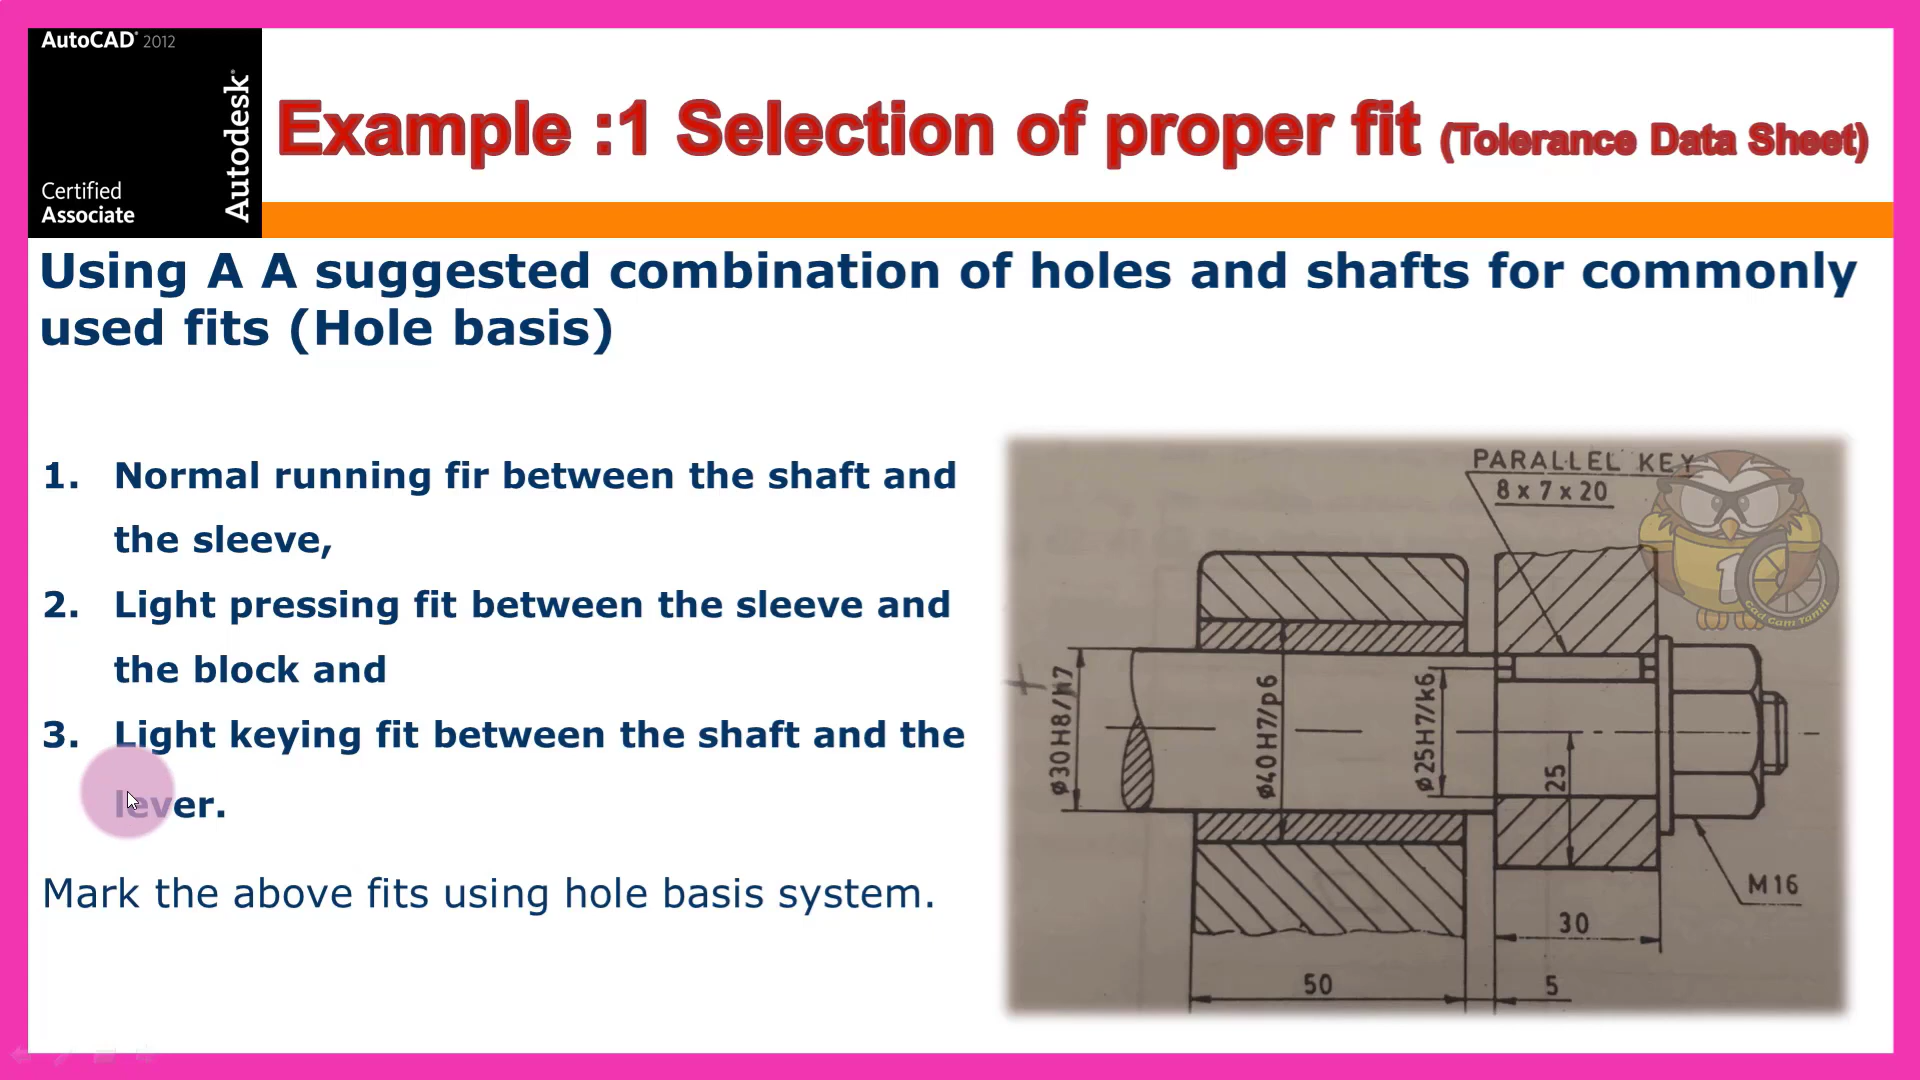 AutoCAD® 2012
Autodesk®
Certified
Associate
Example :1 Selection of proper fit (Tolerance Data Sheet)
Using A A suggested combination of holes and shafts for commonly
used fits (Hole basis)
1. Normal running fir between the shaft and
the sleeve,
2. Light pressing fit between the sleeve and
the block and
3. Light keying fit between the shaft and the
lever.
Mark the above fits using hole basis system.
PARALLEL KEY
8 x 7 x 20
ø30H8/h7
ø40H7/p6
ø25H7/k6
25
M16
30
50
5
1
Cad Cam Tamil